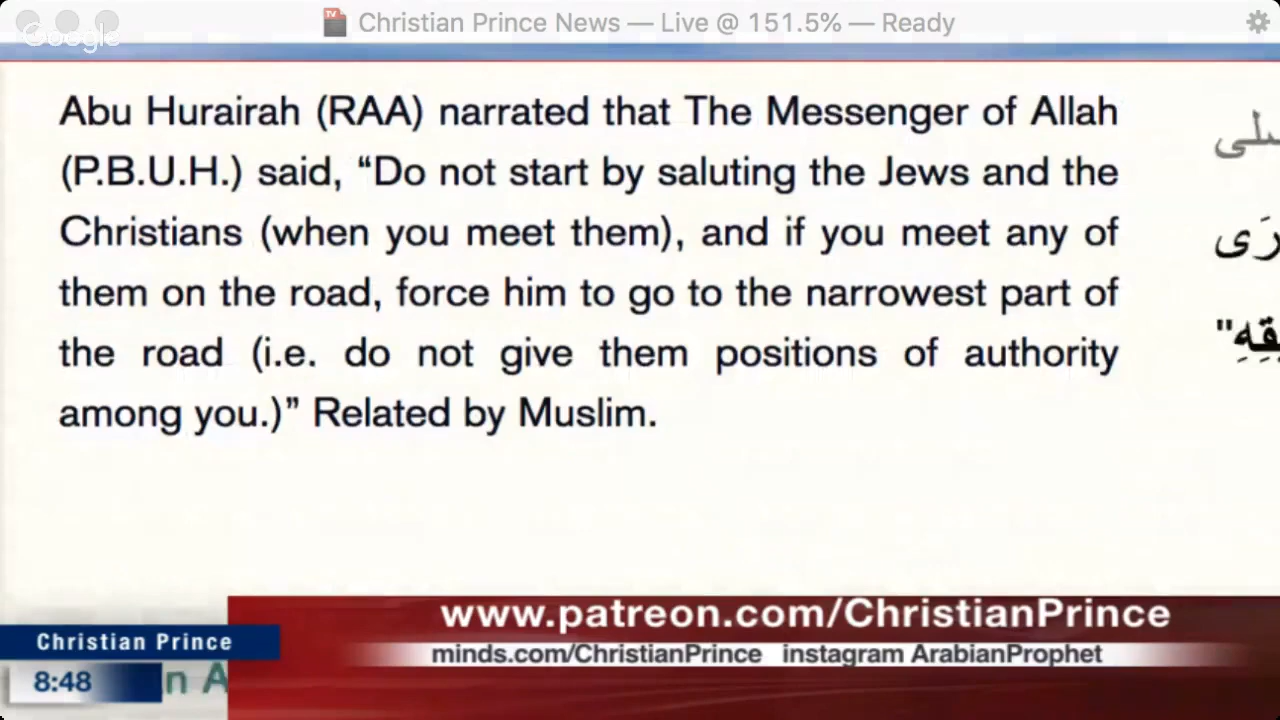 Christian Prince News — Live @ 151.5% — Ready
Google
Abu Hurairah (RAA) narrated that The Messenger of Allah
(P.B.U.H.) said, “Do not start by saluting the Jews and the
Christians (when you meet them), and if you meet any of
them on the road, force him to go to the narrowest part of
the road (i.e. do not give them positions of authority
among you.)” Related by Muslim.
www.patreon.com/ChristianPrince
Christian Prince
minds.com/ChristianPrince instagram ArabianProphet
8:48
n A